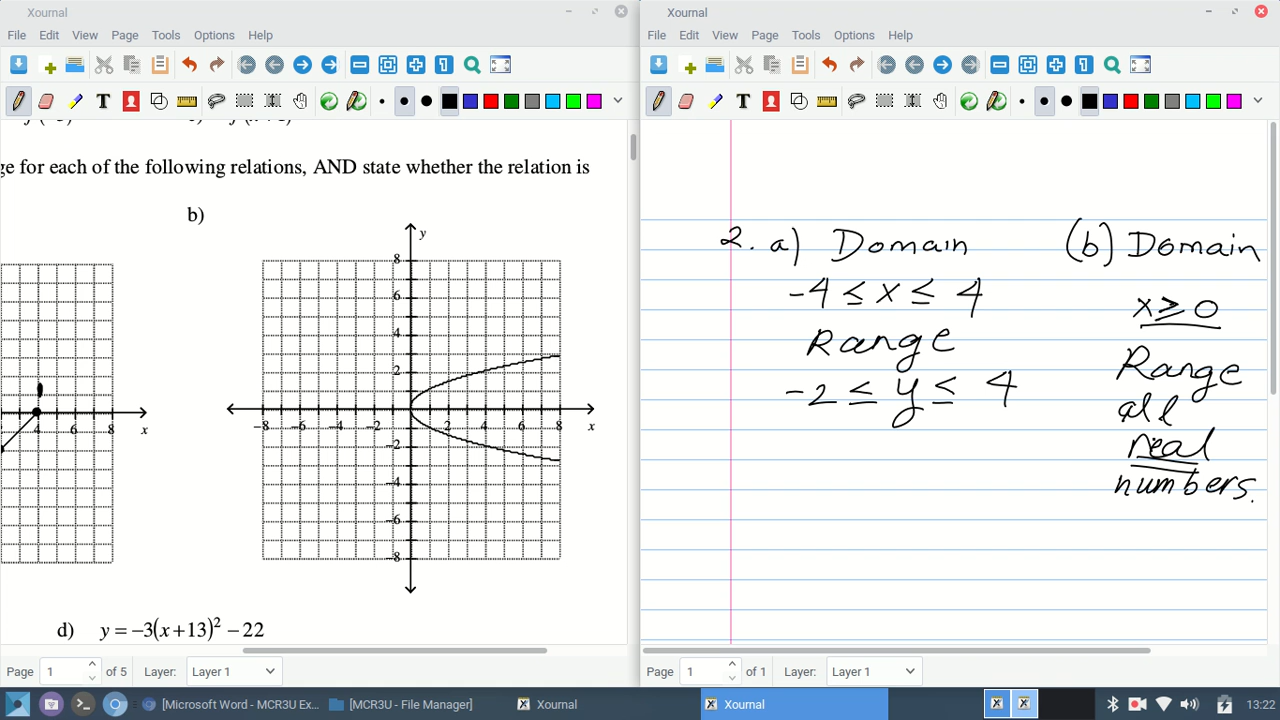 Xournal
File Edit View Page Tools Options Help
ge for each of the following relations, AND state whether the relation is
b)
y
8
6
4
2
-8 -6 -4 -2 2 4 6 8 x
-2
-4
-6
-8
4 6 8 x
d) y = −3(x+13)² − 22
Page 1 of 5 Layer: Layer 1
Xournal
File Edit View Page Tools Options Help
2. a) Domain
-4 ≤ x ≤ 4
Range
-2 ≤ y ≤ 4
(b) Domain
x ≥ 0
Range
all
real
numbers.
Page 1 of 1 Layer: Layer 1
[Microsoft Word - MCR3U Ex... [MCR3U - File Manager] Xournal Xournal 13:22